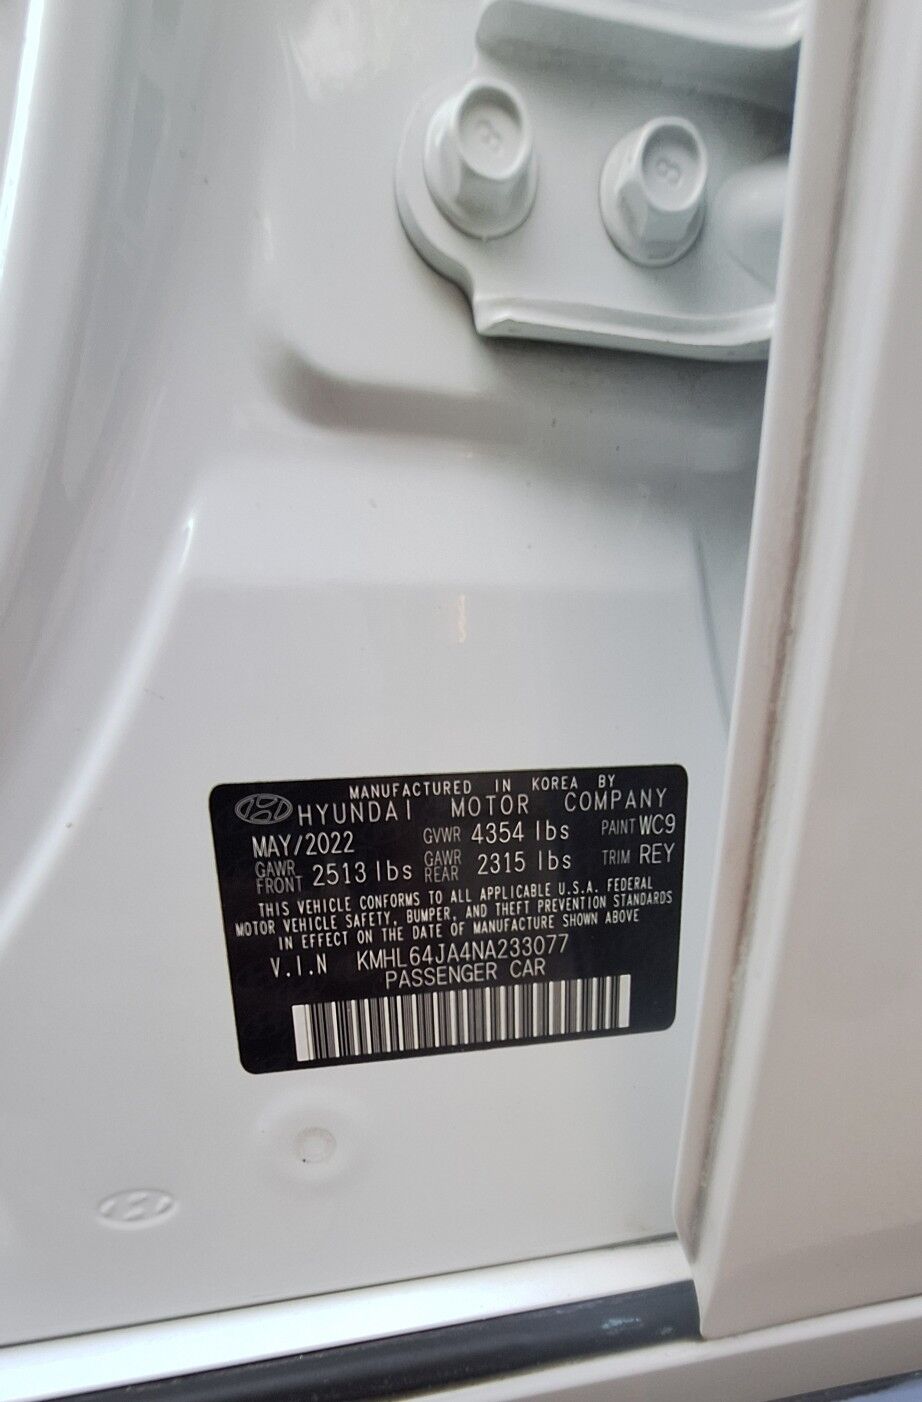 8
8
MANUFACTURED IN KOREA BY
HYUNDAI MOTOR COMPANY
MAY/2022 GVWR 4354 lbs PAINT WC9
GAWR FRONT 2513 lbs GAWR REAR 2315 lbs TRIM REY
THIS VEHICLE CONFORMS TO ALL APPLICABLE U.S.A. FEDERAL
MOTOR VEHICLE SAFETY, BUMPER, AND THEFT PREVENTION STANDARDS
IN EFFECT ON THE DATE OF MANUFACTURE SHOWN ABOVE
V.I.N KMHL64JA4NA233077
PASSENGER CAR